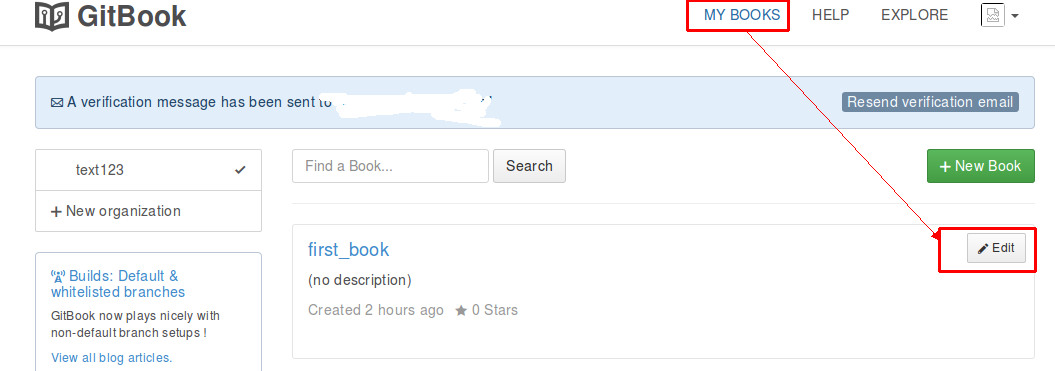 GitBook
MY BOOKS
HELP
EXPLORE
A verification message has been sent to
Resend verification email
text123
Find a Book...
Search
+ New Book
+ New organization
first_book
Edit
(no description)
Created 2 hours ago
0 Stars
Builds: Default &
whitelisted branches
GitBook now plays nicely with
non-default branch setups !
View all blog articles.